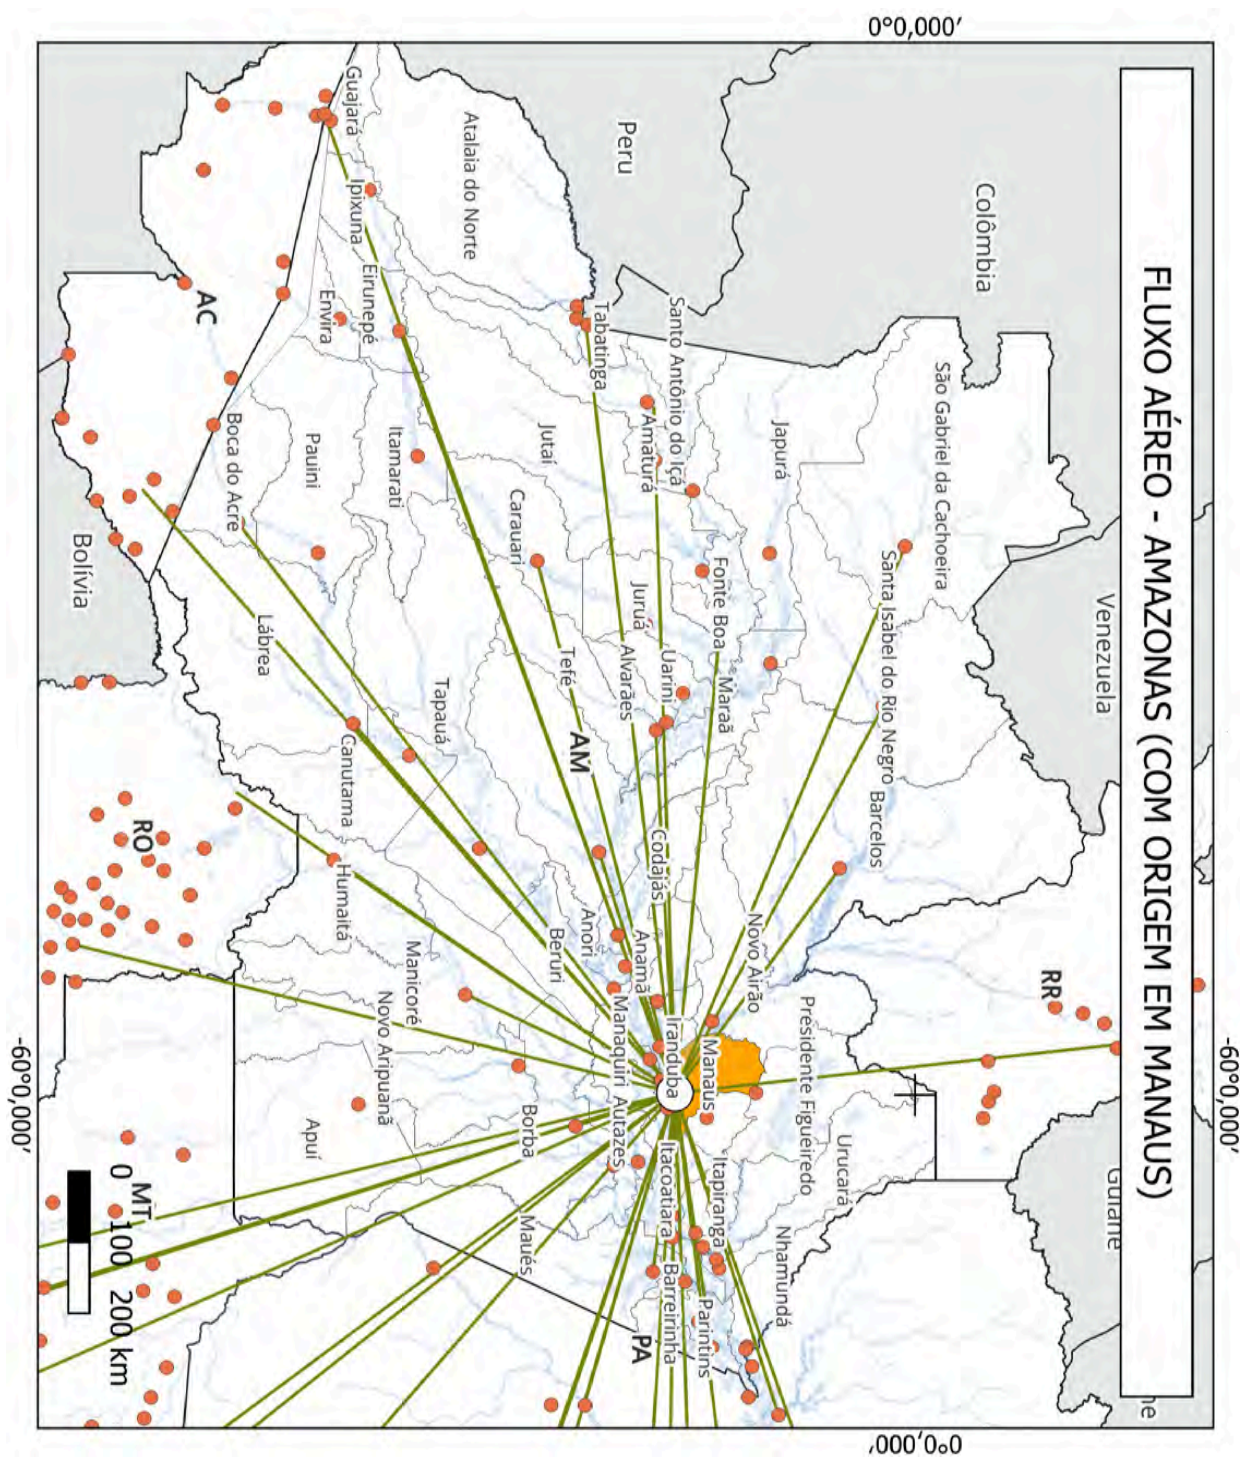 FLUXO AÉREO - AMAZONAS (COM ORIGEM EM MANAUS)
0°0,000′
0°0,000′
-60°0,000′
-60°0,000′
Colômbia
Venezuela
Guiane
ne
Peru
Bolívia
RR
AM
AC
RO
MT
PA
São Gabriel da Cachoeira
Santa Isabel do Rio Negro
Barcelos
Japurá
Santo Antônio do Içá
Tabatinga
Amaturá
Atalaia do Norte
Guajará
Ipixuna
Eirunepé
Envira
Jutaí
Itamarati
Carauari
Pauini
Boca do Acre
Lábrea
Fonte Boa
Juruá
Maraã
Uarini
Alvarães
Tefé
Tapauá
Canutama
Humaitá
Codajás
Anori
Anamã
Beruri
Manicoré
Novo Aripuanã
Apuí
Novo Airão
Presidente Figueiredo
Manaus
Iranduba
Manaquiri
Autazes
Borba
Maués
Itacoatiara
Itapiranga
Urucará
Nhamundá
Parintins
Barreirinha
0 100 200 km